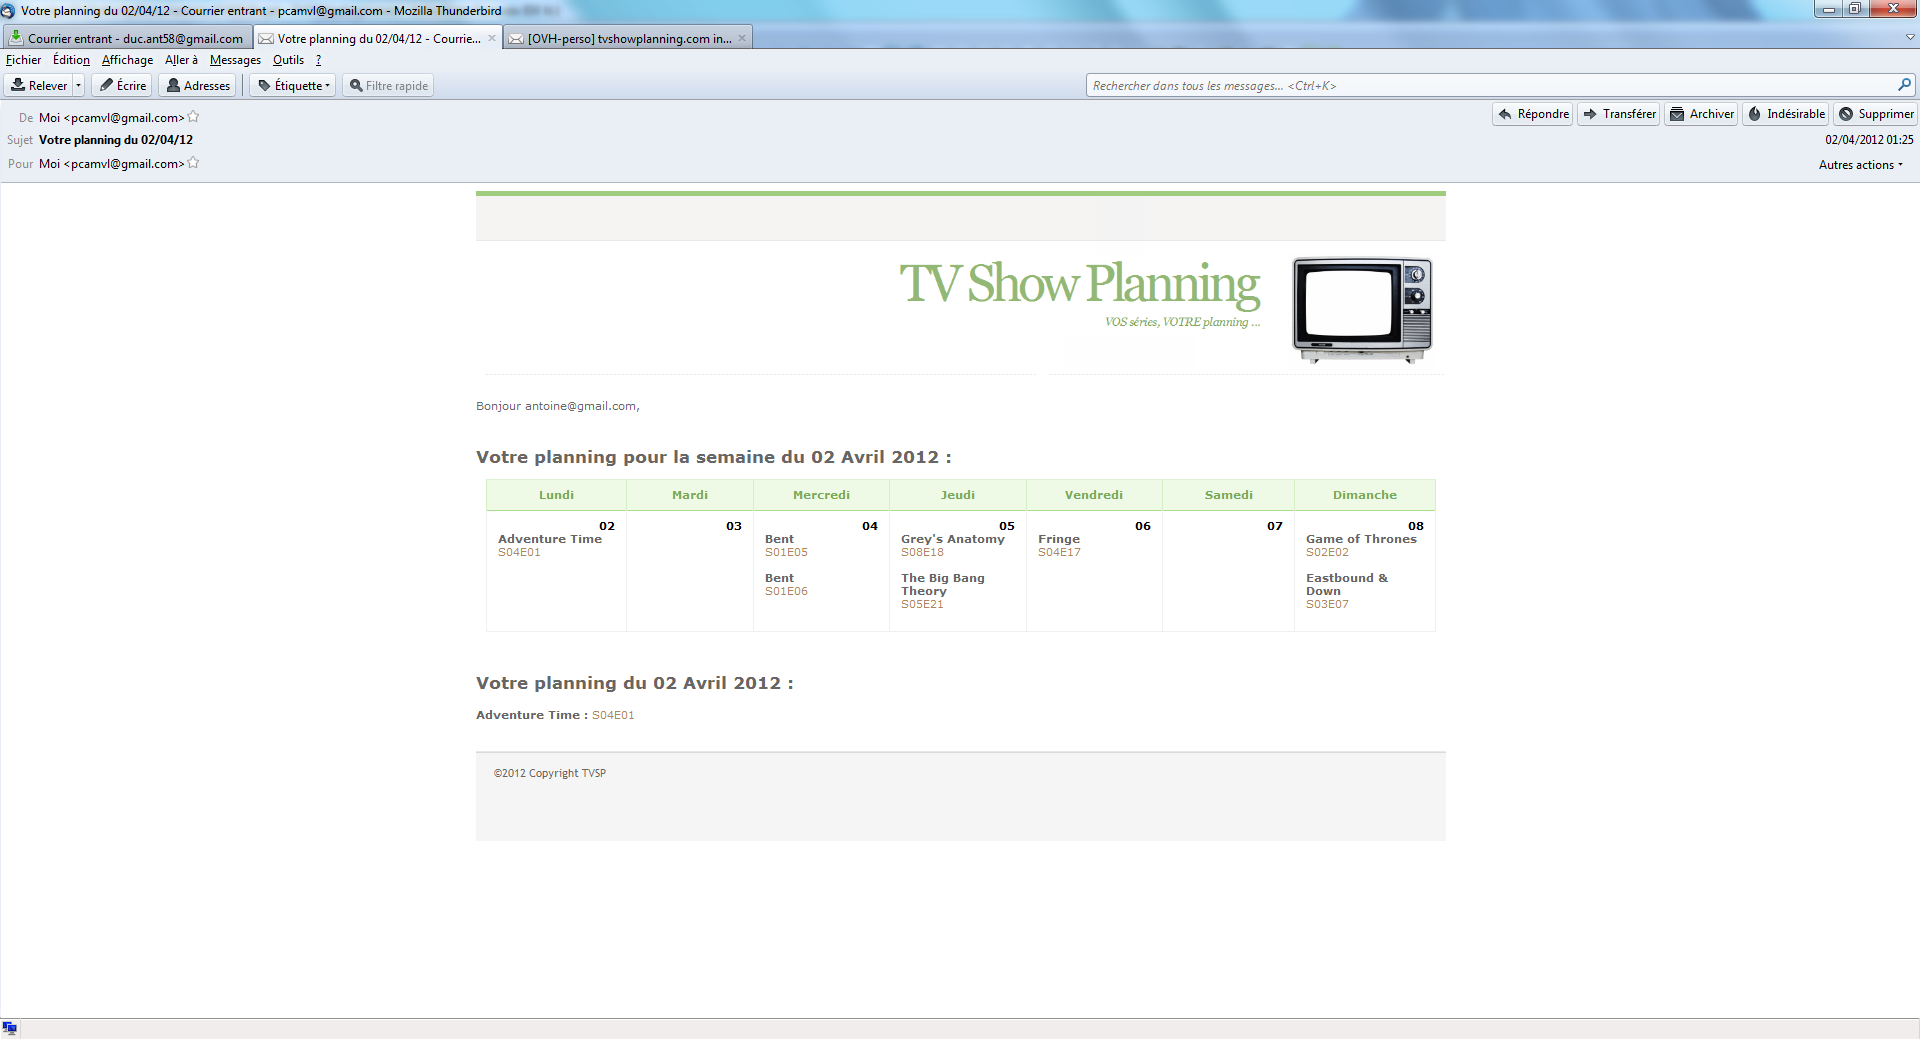 Votre planning du 02/04/12 - Courrier entrant - pcamvl@gmail.com - Mozilla Thunderbird
Courrier entrant - duc.ant58@gmail.com
Votre planning du 02/04/12 - Courrie...
[OVH-perso] tvshowplanning.com in...
Fichier Édition Affichage Aller à Messages Outils ?
Relever Écrire Adresses Étiquette Filtre rapide
Rechercher dans tous les messages... <Ctrl+K>
De Moi <pcamvl@gmail.com>
Répondre Transférer Archiver Indésirable Supprimer
Sujet Votre planning du 02/04/12
02/04/2012 01:25
Pour Moi <pcamvl@gmail.com>
Autres actions
TV Show Planning
VOS séries, VOTRE planning ...
Bonjour antoine@gmail.com,
Votre planning pour la semaine du 02 Avril 2012 :
Lundi Mardi Mercredi Jeudi Vendredi Samedi Dimanche
02
Adventure Time
S04E01
03
04
Bent
S01E05
Bent
S01E06
05
Grey's Anatomy
S08E18
The Big Bang
Theory
S05E21
06
Fringe
S04E17
07
08
Game of Thrones
S02E02
Eastbound &
Down
S03E07
Votre planning du 02 Avril 2012 :
Adventure Time : S04E01
©2012 Copyright TVSP